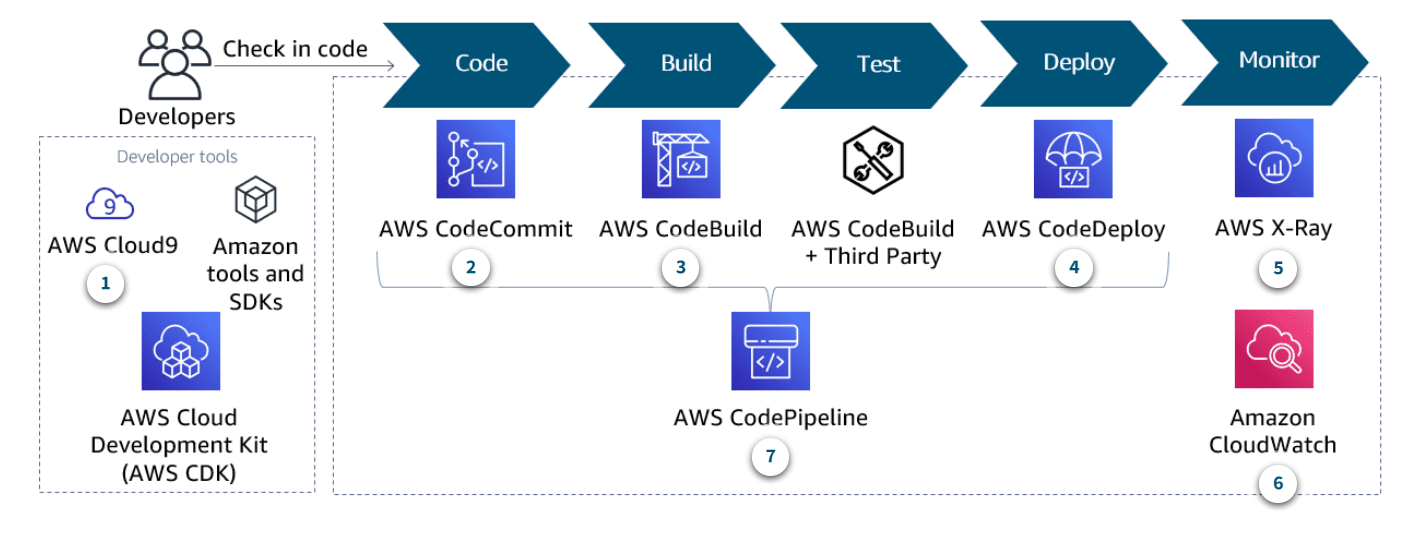 Check in code
Code
Build
Test
Deploy
Monitor
Developers
Developer tools
9
AWS Cloud9
1
Amazon
tools and
SDKs
AWS Cloud
Development Kit
(AWS CDK)
</>
AWS CodeCommit
2
</>
AWS CodeBuild
3
AWS CodeBuild
+ Third Party
</>
AWS CodeDeploy
4
AWS X-Ray
5
</>
AWS CodePipeline
7
Amazon
CloudWatch
6